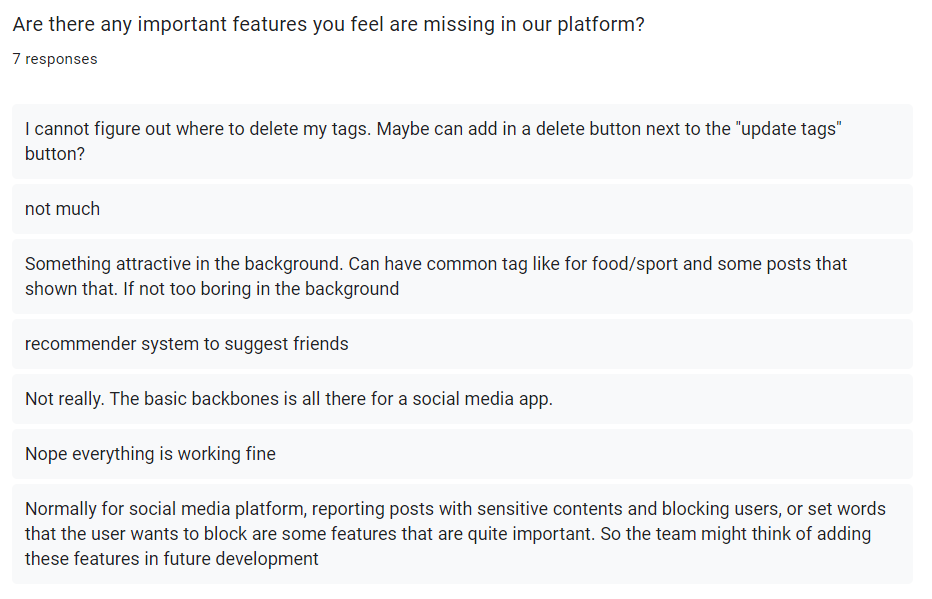 Are there any important features you feel are missing in our platform?
7 responses
I cannot figure out where to delete my tags. Maybe can add in a delete button next to the "update tags"
button?
not much
Something attractive in the background. Can have common tag like for food/sport and some posts that
shown that. If not too boring in the background
recommender system to suggest friends
Not really. The basic backbones is all there for a social media app.
Nope everything is working fine
Normally for social media platform, reporting posts with sensitive contents and blocking users, or set words
that the user wants to block are some features that are quite important. So the team might think of adding
these features in future development